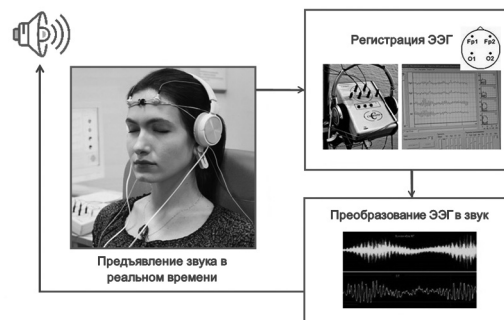 Регистрация ЭЭГ
Fp1 Fp2
O1 O2
Преобразование ЭЭГ в звук
Предъявление звука в
реальном времени